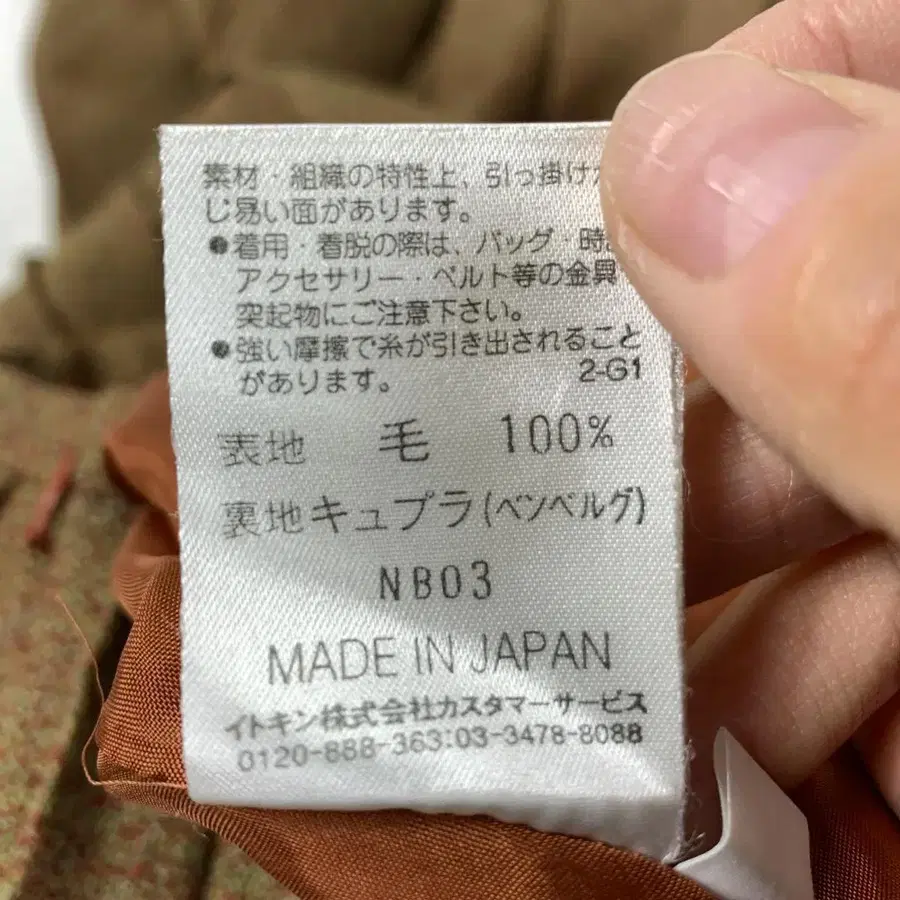 素材・組織の特性上、引っ掛け
じ易い面があります。
●着用・着脱の際は、バッグ・時
アクセサリー・ベルト等の金具
突起物にご注意下さい。
●強い摩擦で糸が引き出されること
があります。 2-G1
表地 毛 100%
裏地キュプラ(ベンベルグ)
NB03
MADE IN JAPAN
イトキン株式会社カスタマーサービス
0120-888-363:03-3478-8088